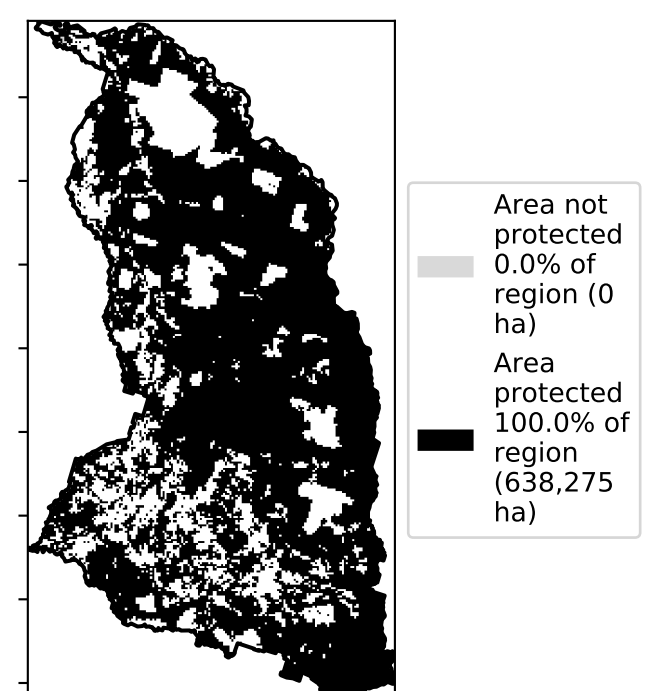 Area not
protected
0.0% of
region (0
ha)
Area
protected
100.0% of
region
(638,275
ha)